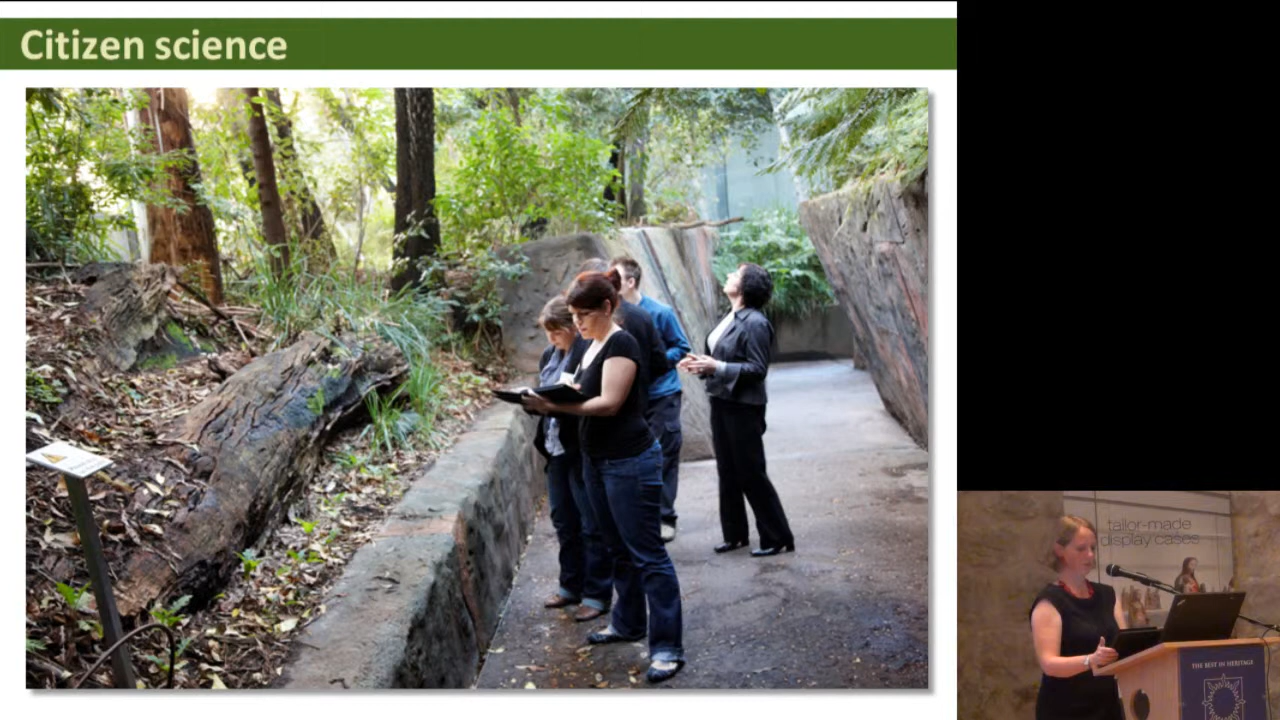 Citizen science
tailor-made
display cases
THE BEST IN HERITAGE